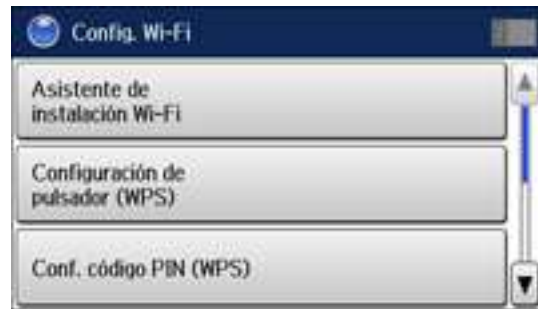 Config. Wi-Fi
Asistente de
instalación Wi-Fi
Configuración de
pulsador (WPS)
Conf. código PIN (WPS)